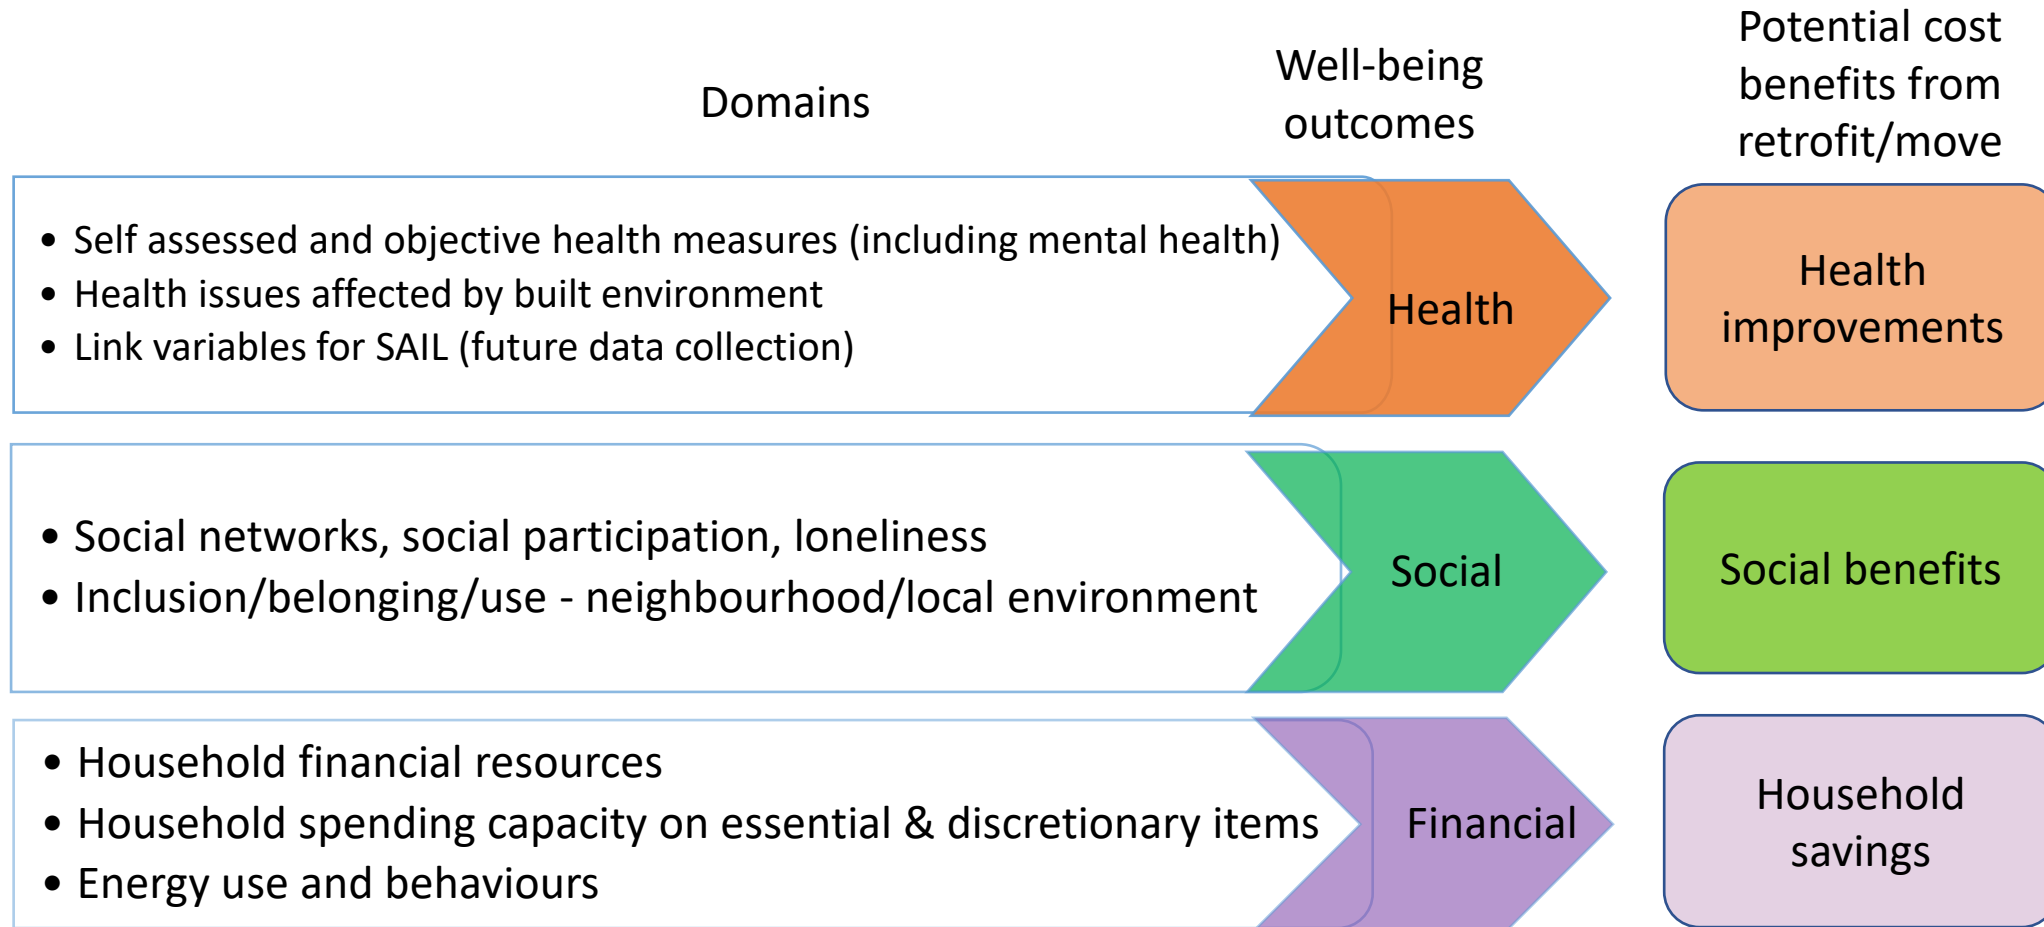 Domains
Well-being
outcomes
Potential cost
benefits from
retrofit/move
• Self assessed and objective health measures (including mental health)
• Health issues affected by built environment
• Link variables for SAIL (future data collection)
Health
Health
improvements
• Social networks, social participation, loneliness
• Inclusion/belonging/use - neighbourhood/local environment
Social
Social benefits
• Household financial resources
• Household spending capacity on essential & discretionary items
• Energy use and behaviours
Financial
Household
savings